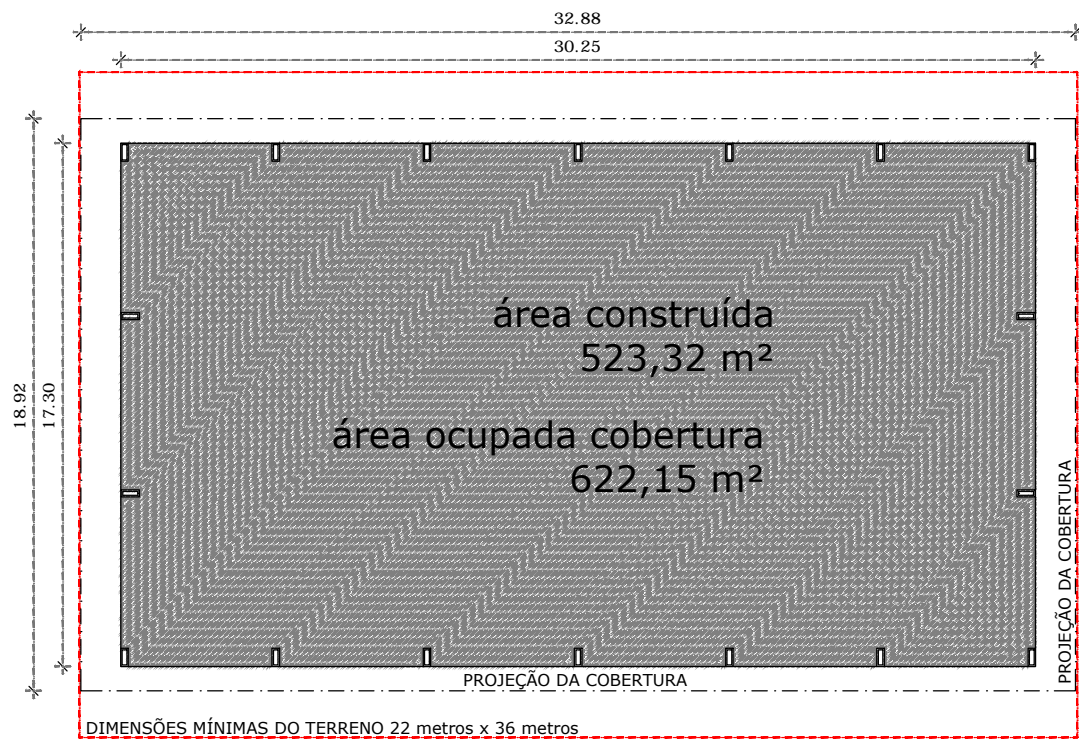 32.88
30.25
18.92
17.30
área construída
523,32 m²
área ocupada cobertura
622,15 m²
PROJEÇÃO DA COBERTURA
PROJEÇÃO DA COBERTURA
DIMENSÕES MÍNIMAS DO TERRENO 22 metros x 36 metros